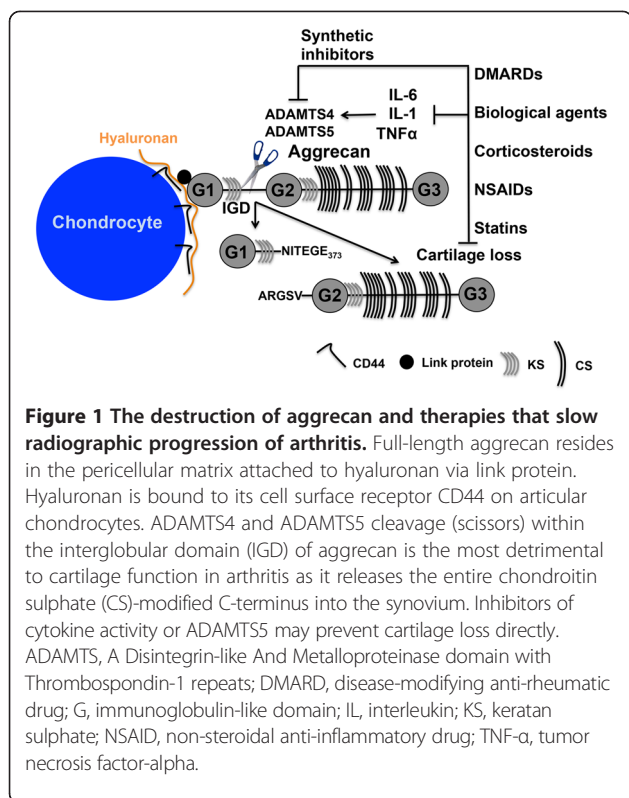 Synthetic
inhibitors
DMARDs
IL-6
ADAMTS4
IL-1
Biological agents
ADAMTS5
TNFα
Hyaluronan
Aggrecan
Corticosteroids
G1
G2
G3
IGD
NSAIDs
Chondrocyte
Statins
G1
NITEGE373
Cartilage loss
ARGSV
G2
G3
CD44
Link protein
KS
CS
Figure 1 The destruction of aggrecan and therapies that slow
radiographic progression of arthritis. Full-length aggrecan resides
in the pericellular matrix attached to hyaluronan via link protein.
Hyaluronan is bound to its cell surface receptor CD44 on articular
chondrocytes. ADAMTS4 and ADAMTS5 cleavage (scissors) within
the interglobular domain (IGD) of aggrecan is the most detrimental
to cartilage function in arthritis as it releases the entire chondroitin
sulphate (CS)-modified C-terminus into the synovium. Inhibitors of
cytokine activity or ADAMTS5 may prevent cartilage loss directly.
ADAMTS, A Disintegrin-like And Metalloproteinase domain with
Thrombospondin-1 repeats; DMARD, disease-modifying anti-rheumatic
drug; G, immunoglobulin-like domain; IL, interleukin; KS, keratan
sulphate; NSAID, non-steroidal anti-inflammatory drug; TNF-α, tumor
necrosis factor-alpha.